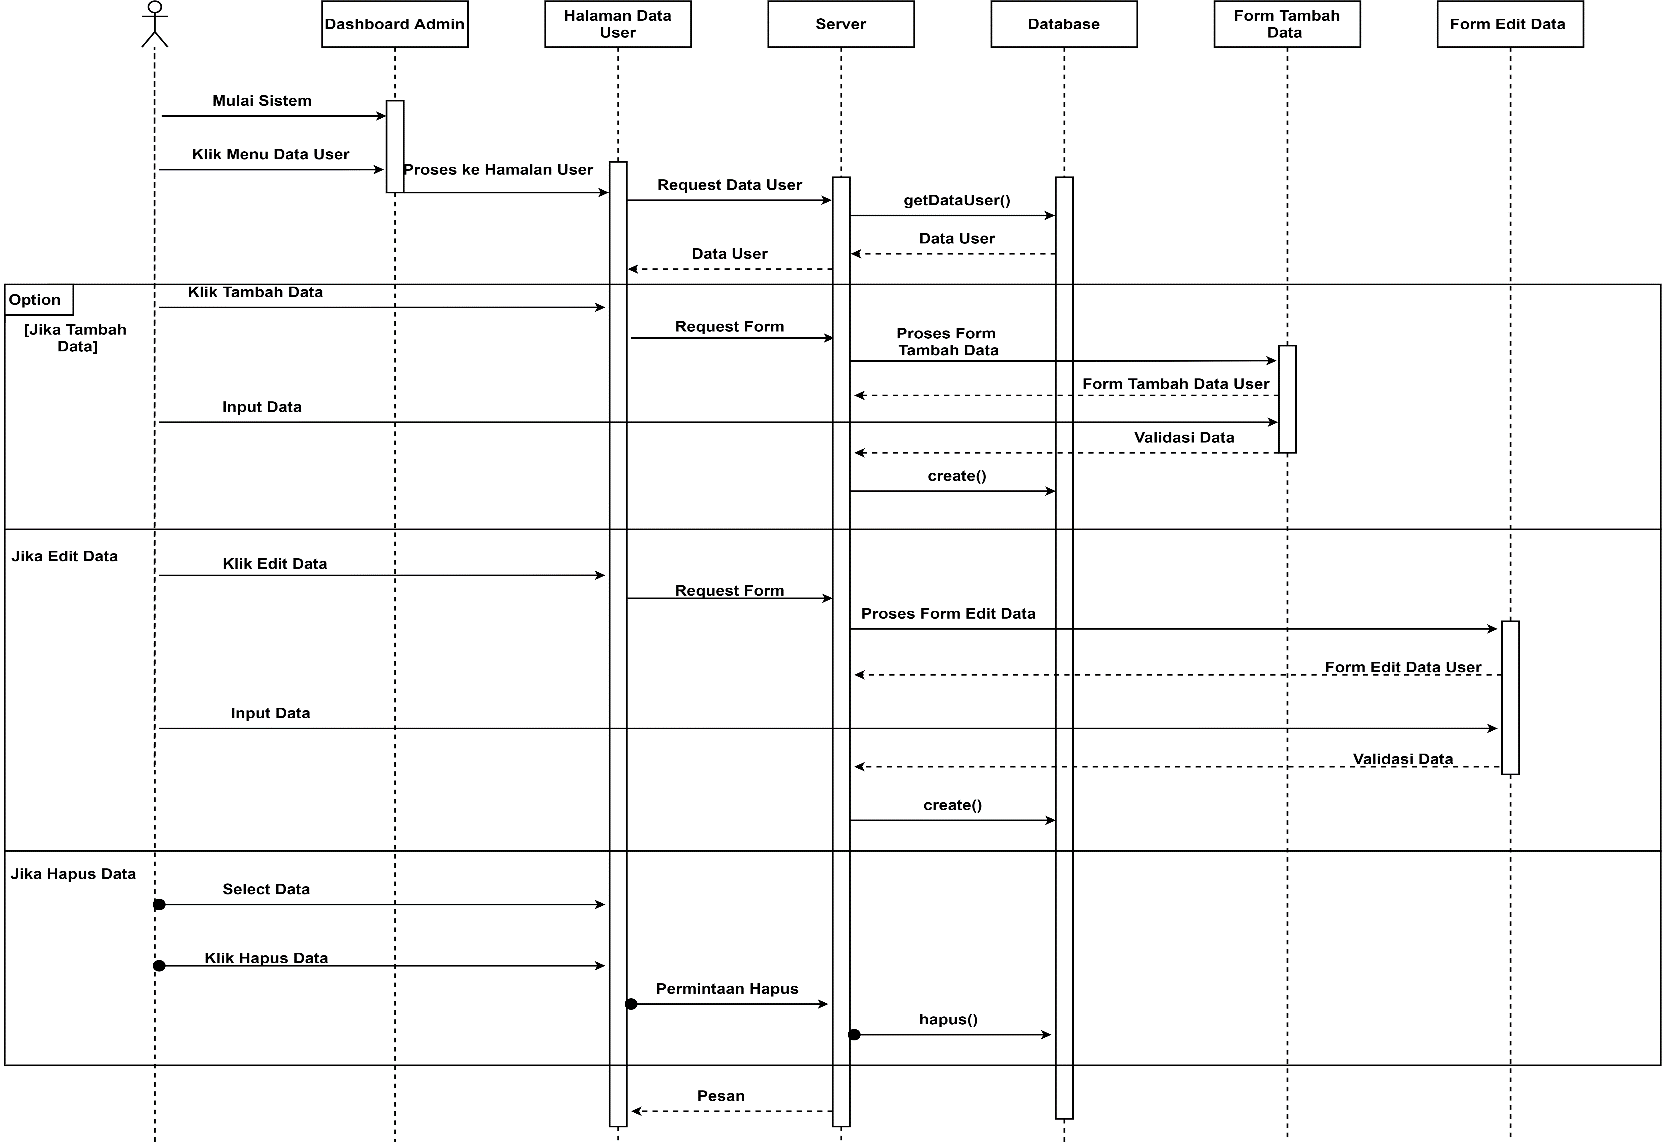 Dashboard Admin
Halaman Data
User
Server
Database
Form Tambah
Data
Form Edit Data
Mulai Sistem
Klik Menu Data User
Proses ke Hamalan User
Request Data User
getDataUser()
Data User
Data User
Option
Klik Tambah Data
[Jika Tambah
Data]
Request Form
Proses Form
Tambah Data
Form Tambah Data User
Input Data
Validasi Data
create()
Jika Edit Data
Klik Edit Data
Request Form
Proses Form Edit Data
Form Edit Data User
Input Data
Validasi Data
create()
Jika Hapus Data
Select Data
Klik Hapus Data
Permintaan Hapus
hapus()
Pesan